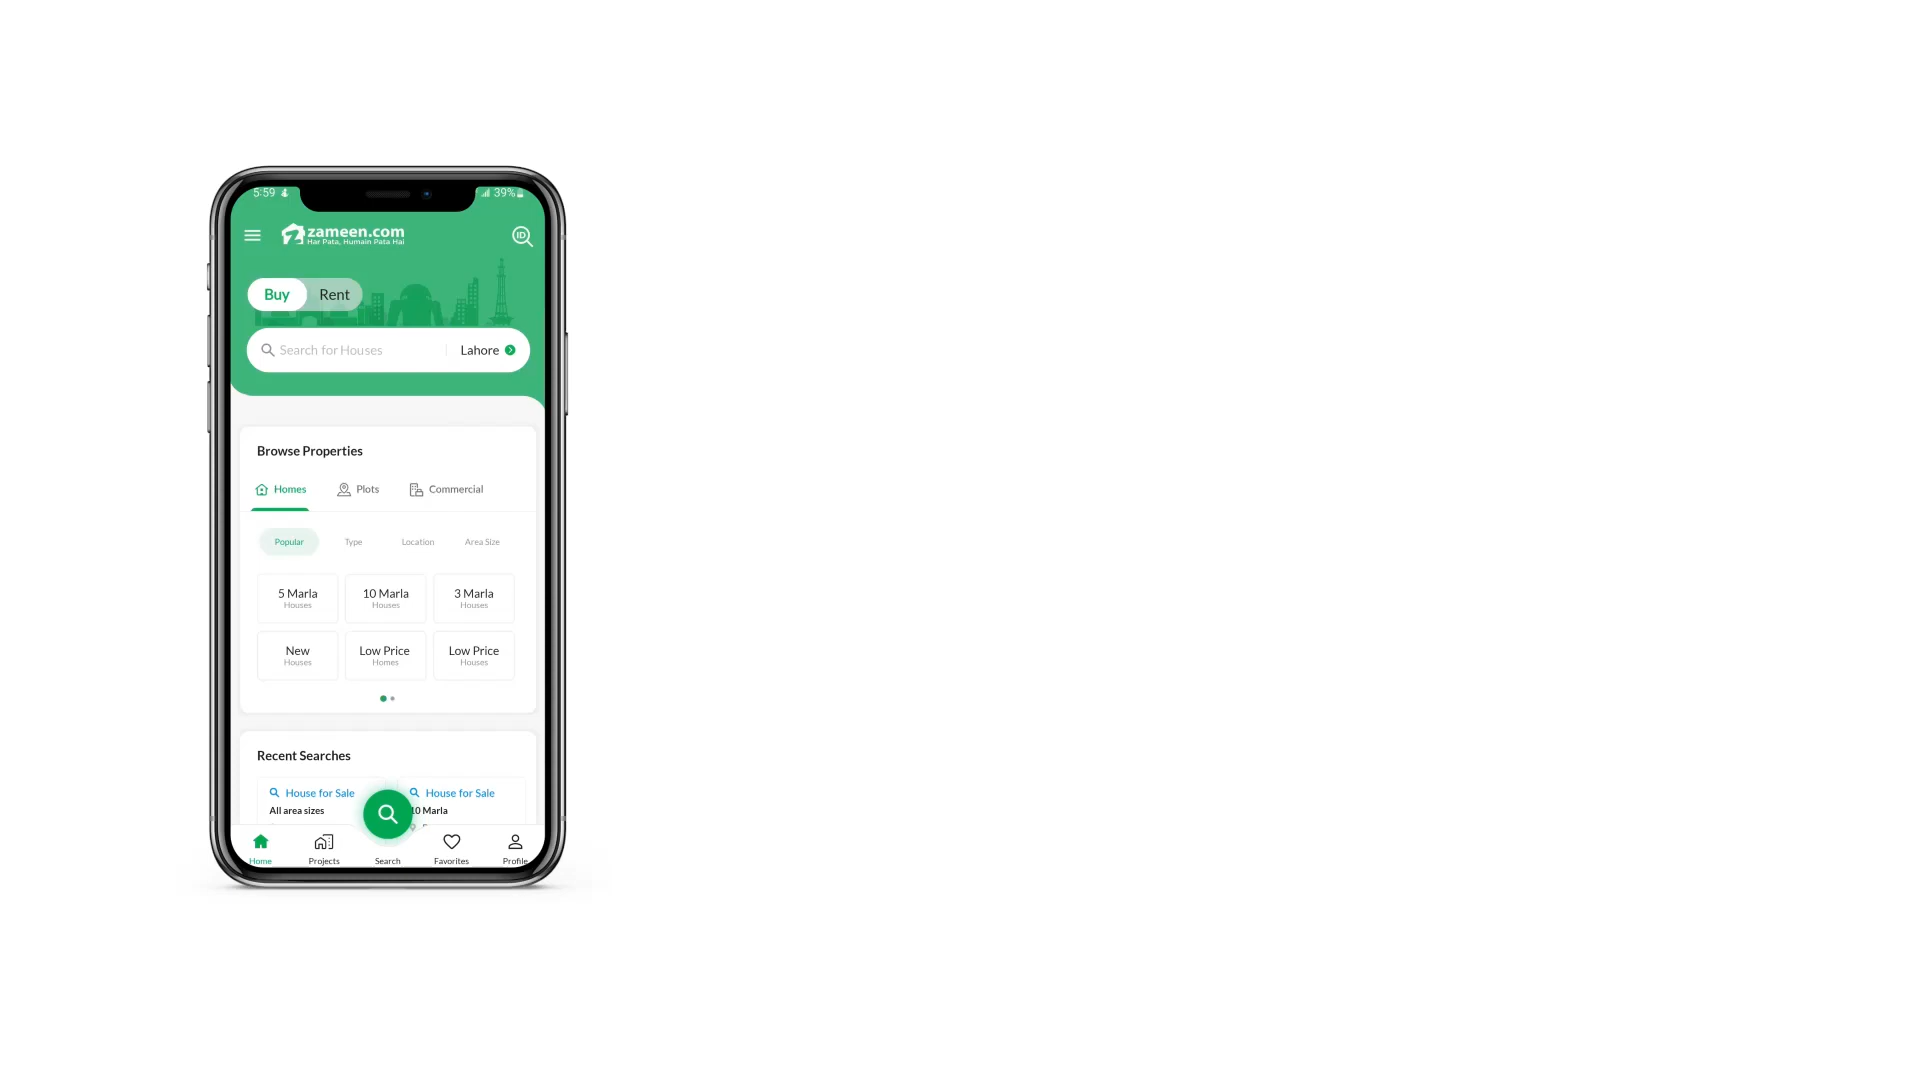 5:59 39%
zameen.com
Har Pata, Humain Pata Hai
ID
Buy Rent
Search for Houses Lahore
Browse Properties
Homes Plots Commercial
Popular Type Location Area Size
5 Marla 10 Marla 3 Marla
Houses Houses Houses
New Low Price Low Price
Houses Homes Houses
Recent Searches
House for Sale House for Sale
All area sizes 10 Marla
Home Projects Search Favorites Profile